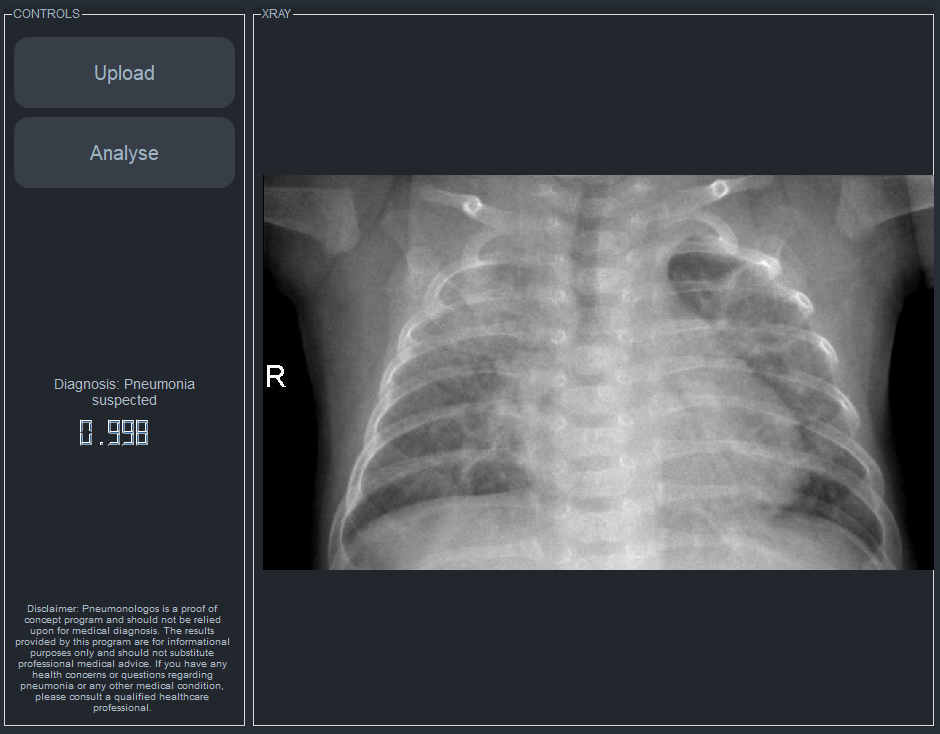 CONTROLS
XRAY
Upload
Analyse
R
Diagnosis: Pneumonia
suspected
0.998
Disclaimer: Pneumonologos is a proof of
concept program and should not be relied
upon for medical diagnosis. The results
provided by this program are for informational
purposes only and should not substitute
professional medical advice. If you have any
health concerns or questions regarding
pneumonia or any other medical condition,
please consult a qualified healthcare
professional.